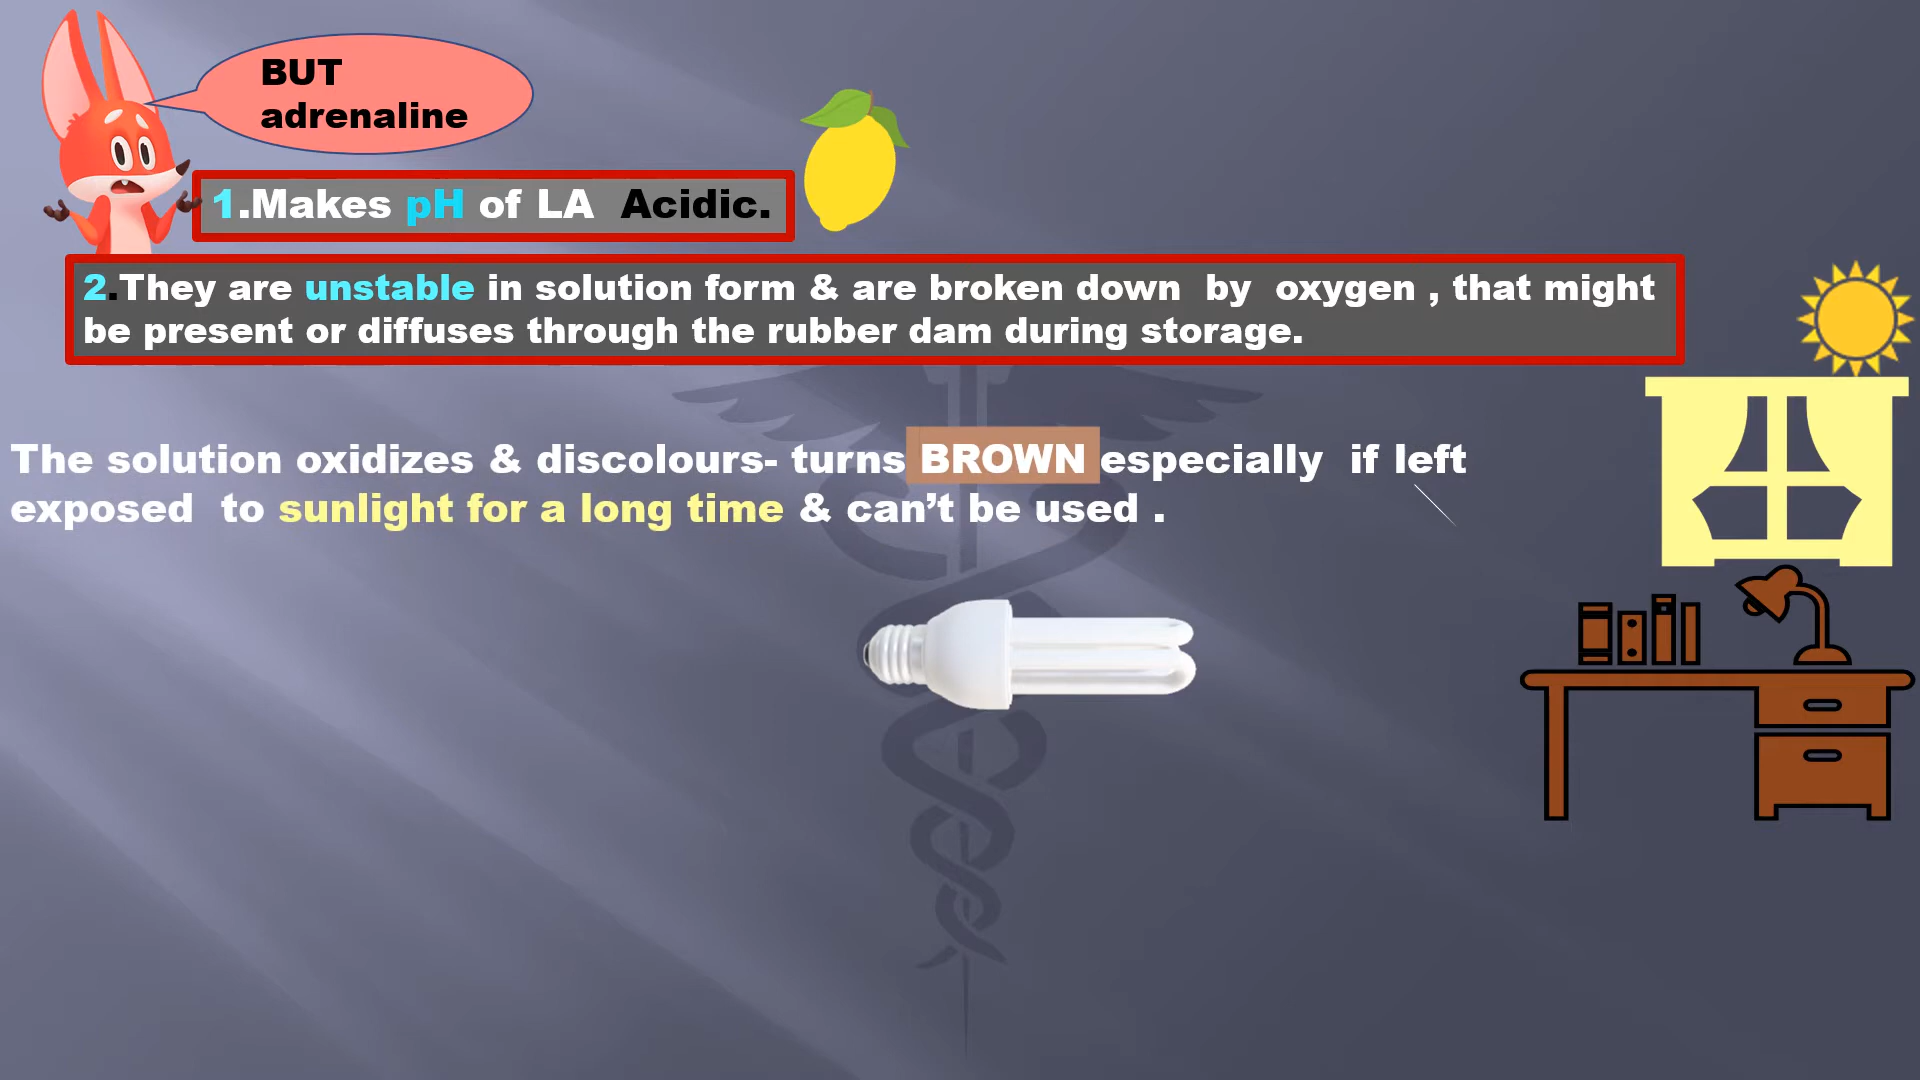 BUT
adrenaline
1.Makes pH of LA Acidic.
2.They are unstable in solution form & are broken down by oxygen , that might
be present or diffuses through the rubber dam during storage.
The solution oxidizes & discolours- turns BROWN especially if left
exposed to sunlight for a long time & can’t be used .